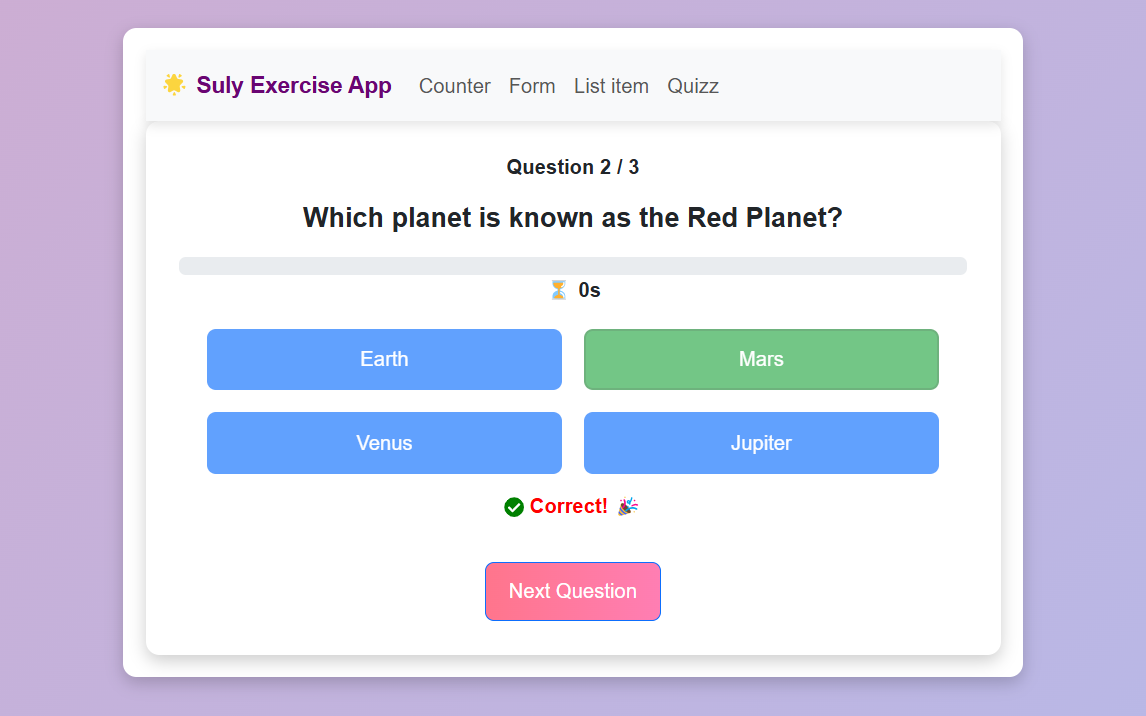 🌟 Suly Exercise App Counter Form List item Quizz
Question 2 / 3
Which planet is known as the Red Planet?
⏳ 0s
Earth Mars
Venus Jupiter
Correct! 🎉
Next Question